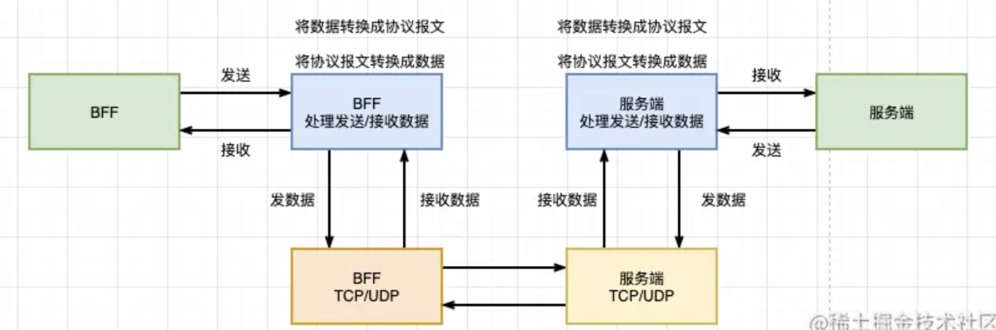 将数据转换成协议报文
将协议报文转换成数据
将数据转换成协议报文
将协议报文转换成数据
BFF
发送
接收
BFF
处理发送/接收数据
服务端
处理发送/接收数据
接收
发送
服务端
发数据
接收数据
接收数据
发数据
BFF
TCP/UDP
服务端
TCP/UDP
@稀土掘金技术社区